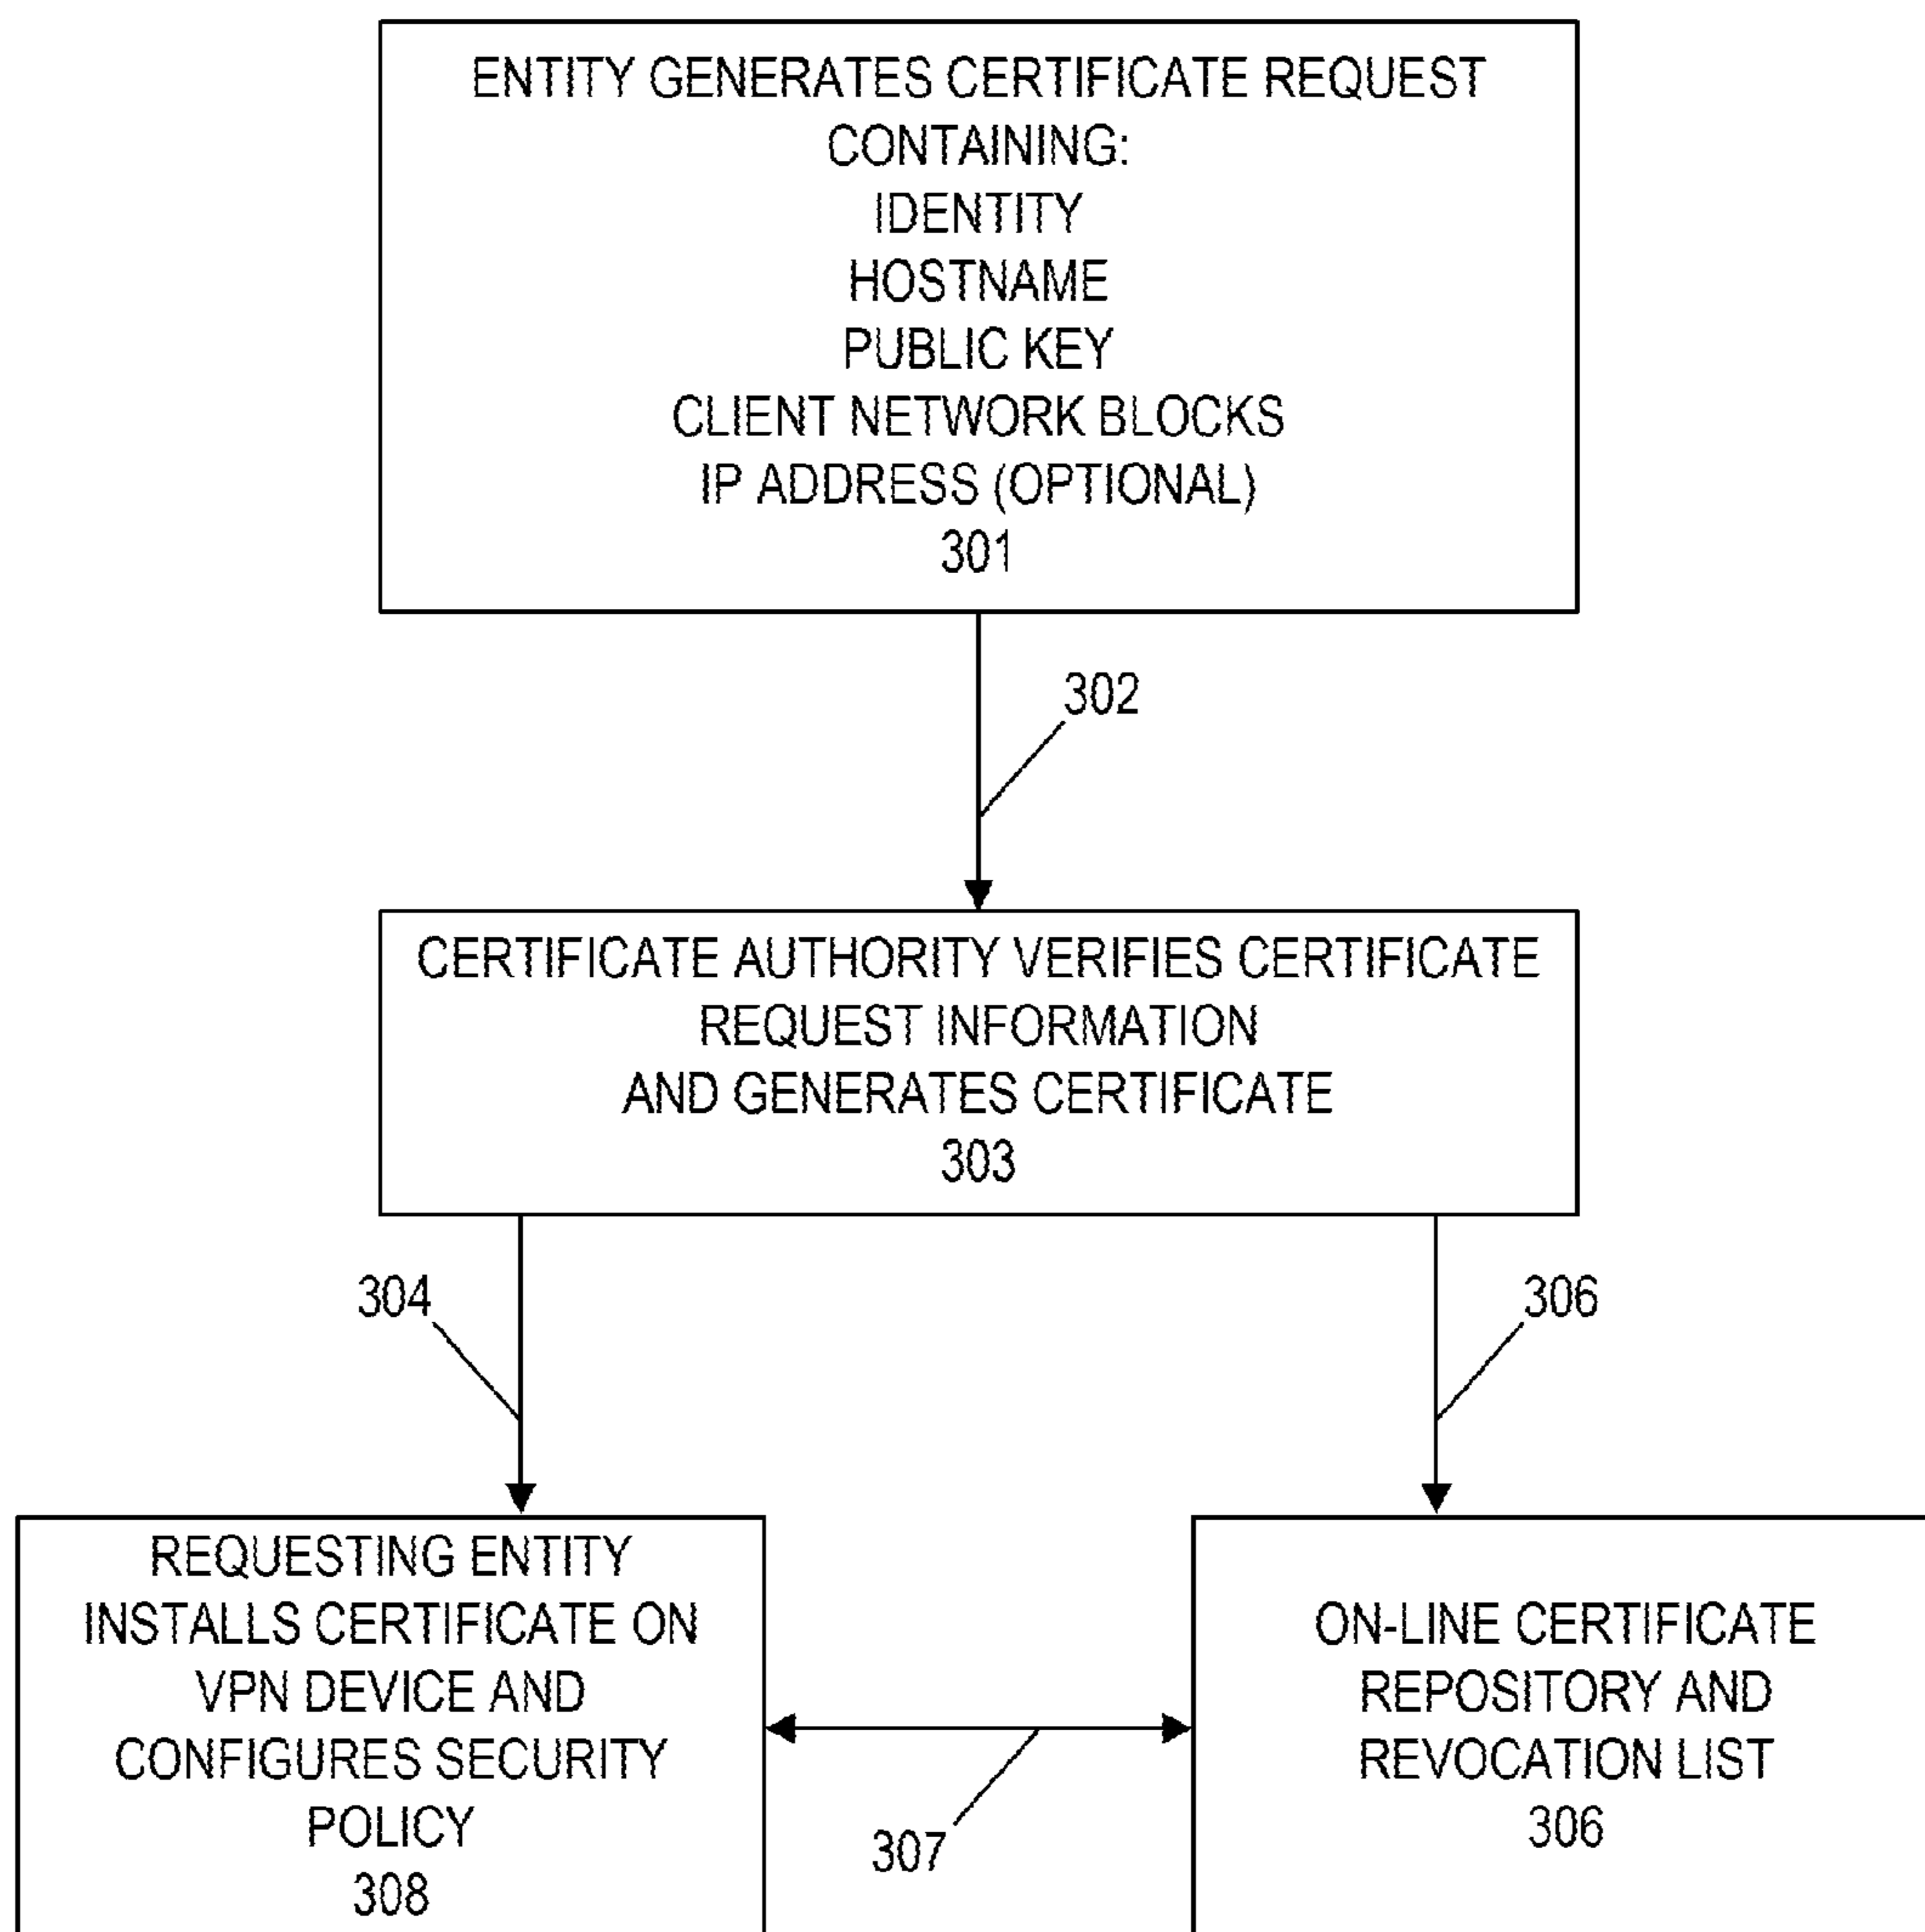 ENTITY GENERATES CERTIFICATE REQUEST
CONTAINING:
IDENTITY
HOSTNAME
PUBLIC KEY
CLIENT NETWORK BLOCKS
IP ADDRESS (OPTIONAL)
301
302
CERTIFICATE AUTHORITY VERIFIES CERTIFICATE
REQUEST INFORMATION
AND GENERATES CERTIFICATE
303
304
306
REQUESTING ENTITY
INSTALLS CERTIFICATE ON
VPN DEVICE AND
CONFIGURES SECURITY
POLICY
308
307
ON-LINE CERTIFICATE
REPOSITORY AND
REVOCATION LIST
306